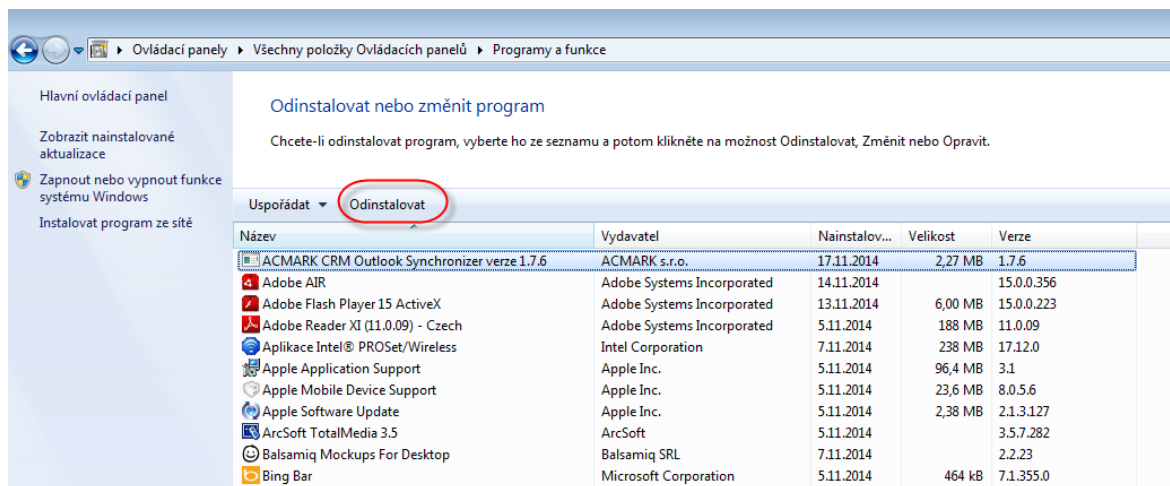 Ovládací panely ▸ Všechny položky Ovládacích panelů ▸ Programy a funkce
Hlavní ovládací panel
Zobrazit nainstalované
aktualizace
Zapnout nebo vypnout funkce
systému Windows
Instalovat program ze sítě
Odinstalovat nebo změnit program
Chcete-li odinstalovat program, vyberte ho ze seznamu a potom klikněte na možnost Odinstalovat, Změnit nebo Opravit.
Uspořádat Odinstalovat
Název Vydavatel Nainstalov... Velikost Verze
ACMARK CRM Outlook Synchronizer verze 1.7.6 ACMARK s.r.o. 17.11.2014 2,27 MB 1.7.6
Adobe AIR Adobe Systems Incorporated 14.11.2014 15.0.0.356
Adobe Flash Player 15 ActiveX Adobe Systems Incorporated 13.11.2014 6,00 MB 15.0.0.223
Adobe Reader XI (11.0.09) - Czech Adobe Systems Incorporated 5.11.2014 188 MB 11.0.09
Aplikace Intel® PROSet/Wireless Intel Corporation 7.11.2014 238 MB 17.12.0
Apple Application Support Apple Inc. 5.11.2014 96,4 MB 3.1
Apple Mobile Device Support Apple Inc. 5.11.2014 23,6 MB 8.0.5.6
Apple Software Update Apple Inc. 5.11.2014 2,38 MB 2.1.3.127
ArcSoft TotalMedia 3.5 ArcSoft 5.11.2014 3.5.7.282
Balsamiq Mockups For Desktop Balsamiq SRL 7.11.2014 2.2.23
Bing Bar Microsoft Corporation 5.11.2014 464 kB 7.1.355.0